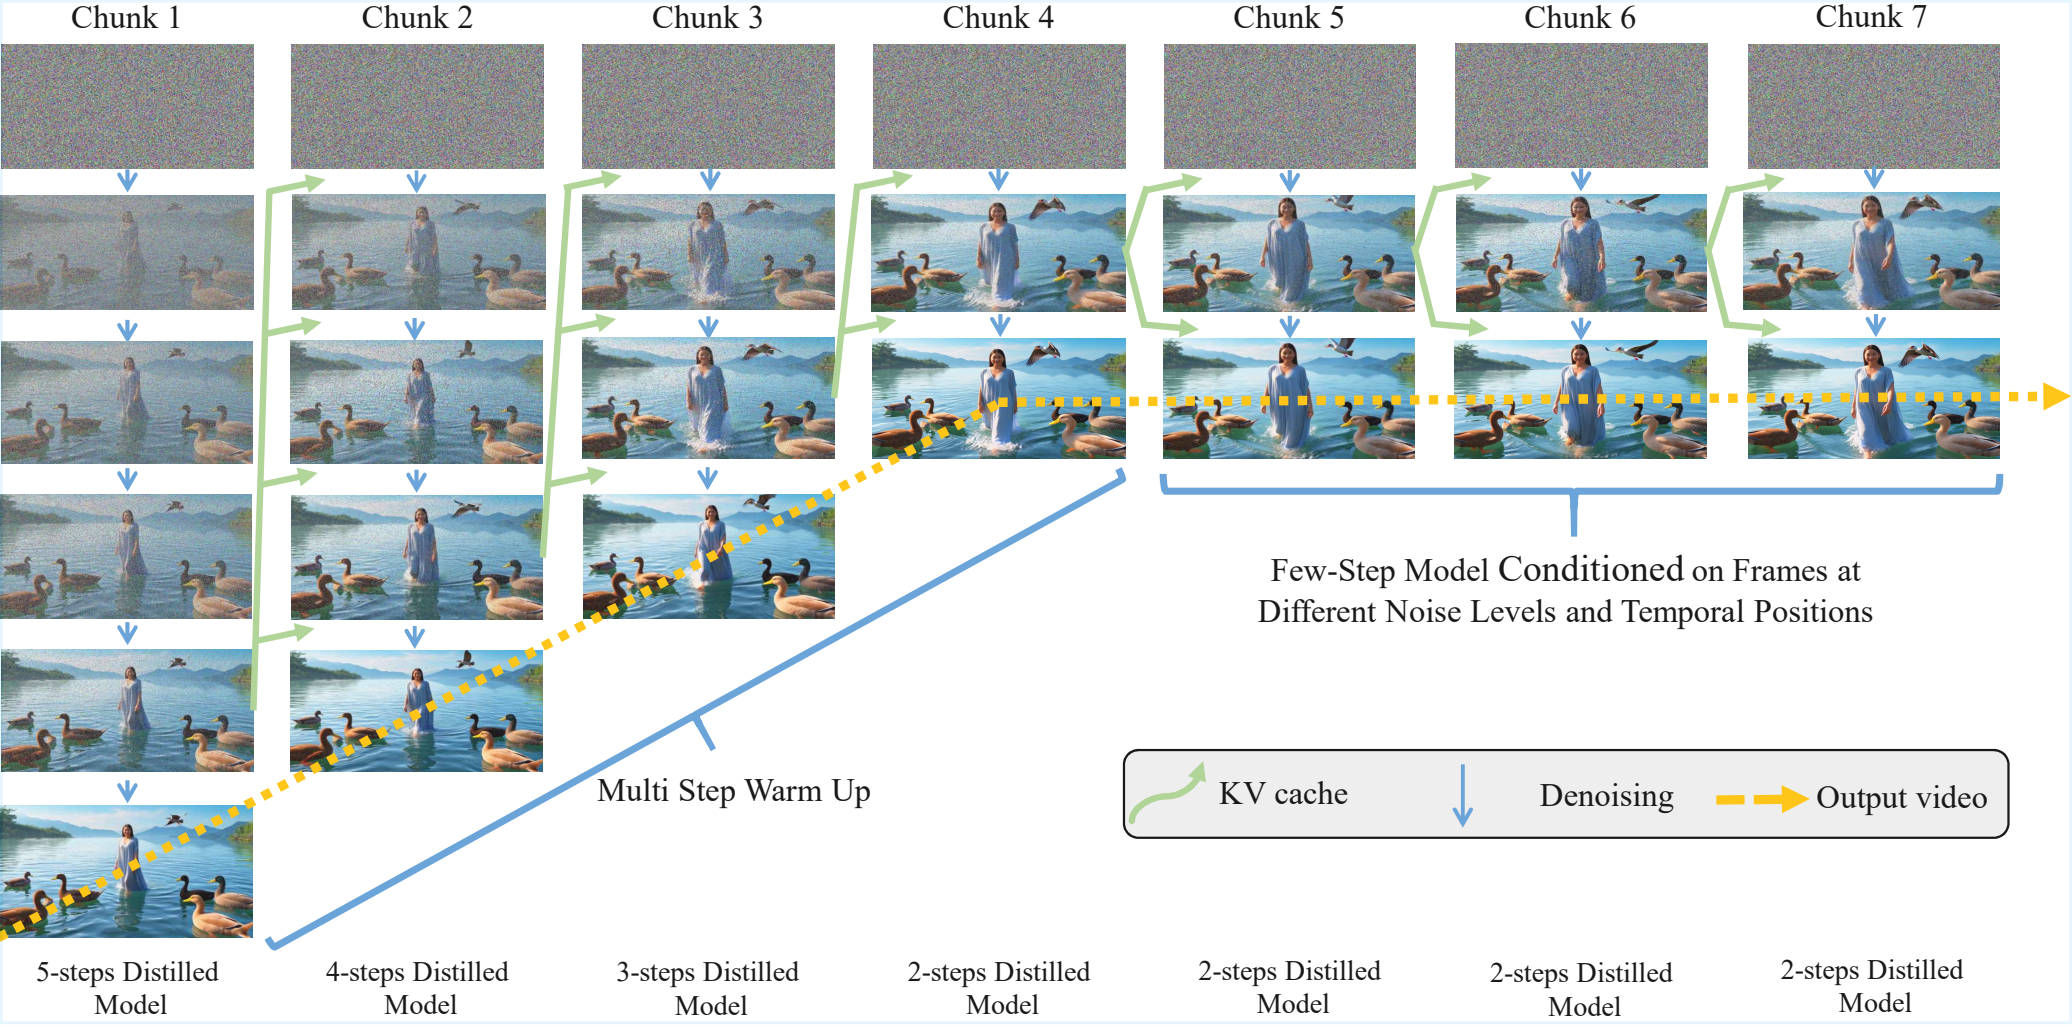 Chunk 1
Chunk 2
Chunk 3
Chunk 4
Chunk 5
Chunk 6
Chunk 7
Few-Step Model Conditioned on Frames at
Different Noise Levels and Temporal Positions
Multi Step Warm Up
KV cache
Denoising
Output video
5-steps Distilled
Model
4-steps Distilled
Model
3-steps Distilled
Model
2-steps Distilled
Model
2-steps Distilled
Model
2-steps Distilled
Model
2-steps Distilled
Model